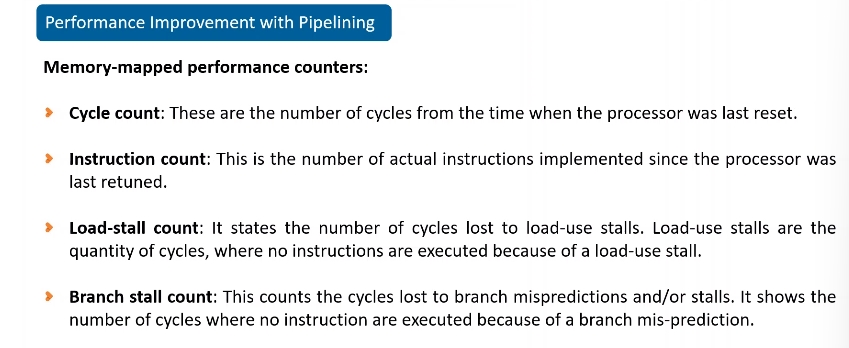 Performance Improvement with Pipelining
Memory-mapped performance counters:
Cycle count: These are the number of cycles from the time when the processor was last reset.
Instruction count: This is the number of actual instructions implemented since the processor was
last retuned.
Load-stall count: It states the number of cycles lost to load-use stalls. Load-use stalls are the
quantity of cycles, where no instructions are executed because of a load-use stall.
Branch stall count: This counts the cycles lost to branch mispredictions and/or stalls. It shows the
number of cycles where no instruction are executed because of a branch mis-prediction.